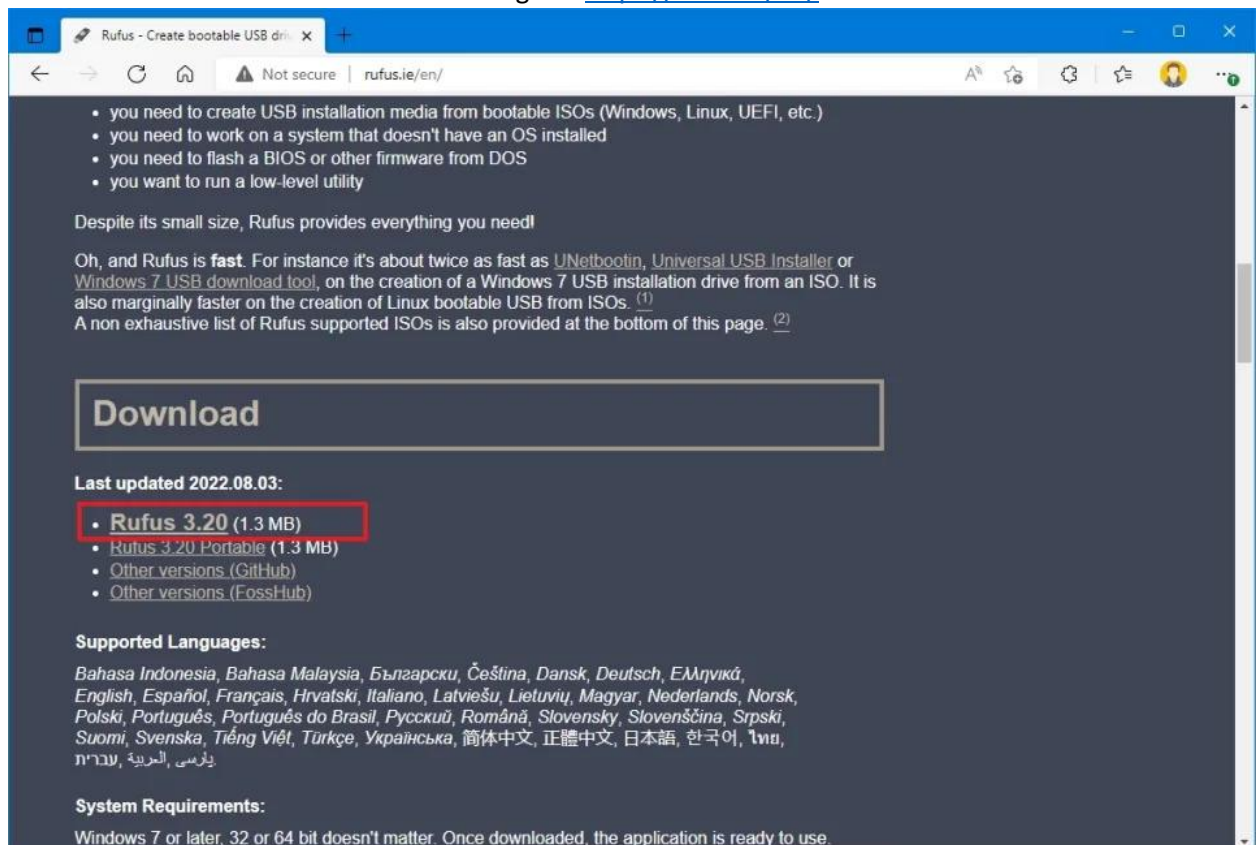 Rufus - Create bootable USB driv
Not secure | rufus.ie/en/
• you need to create USB installation media from bootable ISOs (Windows, Linux, UEFI, etc.)
• you need to work on a system that doesn't have an OS installed
• you need to flash a BIOS or other firmware from DOS
• you want to run a low-level utility
Despite its small size, Rufus provides everything you need!
Oh, and Rufus is fast. For instance it's about twice as fast as UNetbootin, Universal USB Installer or
Windows 7 USB download tool, on the creation of a Windows 7 USB installation drive from an ISO. It is
also marginally faster on the creation of Linux bootable USB from ISOs. (1)
A non exhaustive list of Rufus supported ISOs is also provided at the bottom of this page. (2)
Download
Last updated 2022.08.03:
• Rufus 3.20 (1.3 MB)
• Rufus 3.20 Portable (1.3 MB)
• Other versions (GitHub)
• Other versions (FossHub)
Supported Languages:
Bahasa Indonesia, Bahasa Malaysia, Български, Čeština, Dansk, Deutsch, Ελληνικά,
English, Español, Français, Hrvatski, Italiano, Latviešu, Lietuvių, Magyar, Nederlands, Norsk,
Polski, Português, Português do Brasil, Русский, Română, Slovensky, Slovenščina, Srpski,
Suomi, Svenska, Tiếng Việt, Türkçe, Українська, 简体中文, 正體中文, 日本語, 한국어, ไทย,
עברית, العربية, پارسی.
System Requirements:
Windows 7 or later, 32 or 64 bit doesn't matter. Once downloaded, the application is ready to use.